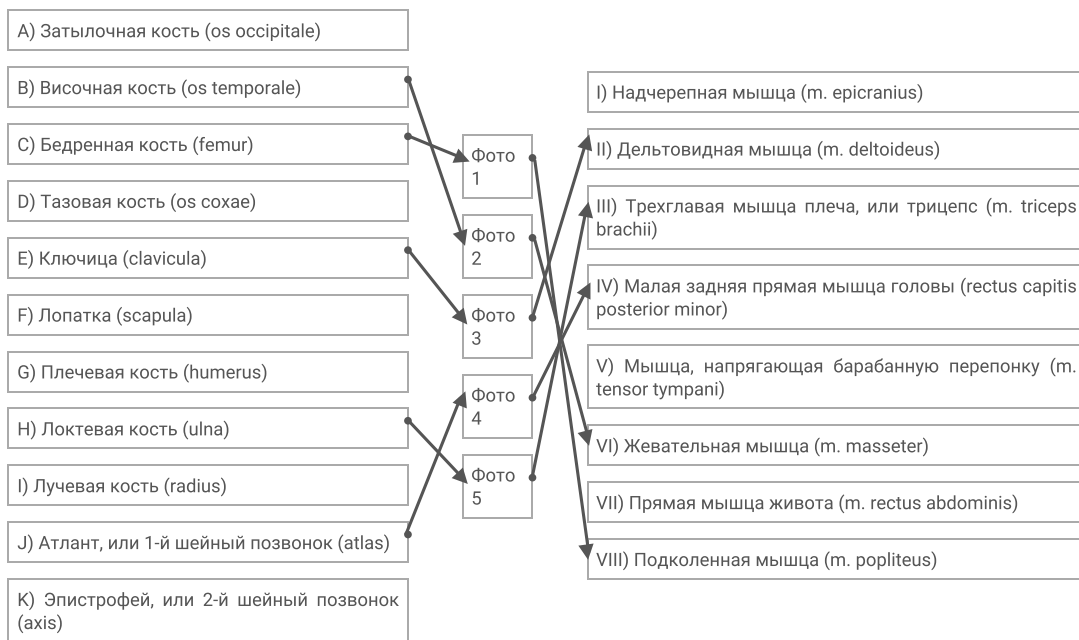 A) Затылочная кость (os occipitale)
B) Височная кость (os temporale)
C) Бедренная кость (femur)
D) Тазовая кость (os coxae)
E) Ключица (clavicula)
F) Лопатка (scapula)
G) Плечевая кость (humerus)
H) Локтевая кость (ulna)
I) Лучевая кость (radius)
J) Атлант, или 1-й шейный позвонок (atlas)
K) Эпистрофей, или 2-й шейный позвонок
(axis)
Фото
1
Фото
2
Фото
3
Фото
4
Фото
5
I) Надчерепная мышца (m. epicranius)
II) Дельтовидная мышца (m. deltoideus)
III) Трехглавая мышца плеча, или трицепс (m. triceps
brachii)
IV) Малая задняя прямая мышца головы (rectus capitis
posterior minor)
V) Мышца, напрягающая барабанную перепонку (m.
tensor tympani)
VI) Жевательная мышца (m. masseter)
VII) Прямая мышца живота (m. rectus abdominis)
VIII) Подколенная мышца (m. popliteus)